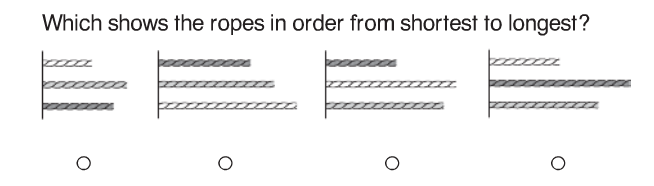 Which shows the ropes in order from shortest to longest?